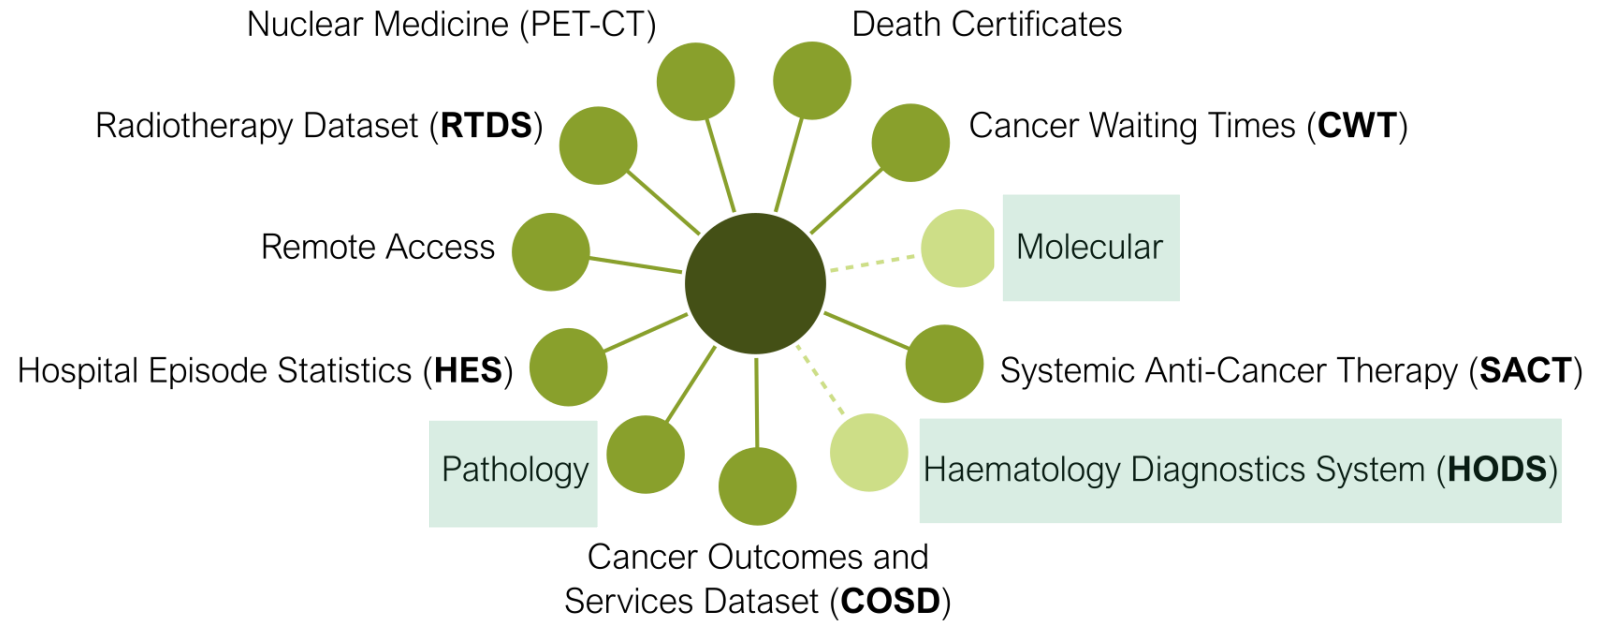 Nuclear Medicine (PET-CT)
Death Certificates
Radiotherapy Dataset (RTDS)
Cancer Waiting Times (CWT)
Remote Access
Molecular
Hospital Episode Statistics (HES)
Systemic Anti-Cancer Therapy (SACT)
Pathology
Haematology Diagnostics System (HODS)
Cancer Outcomes and
Services Dataset (COSD)